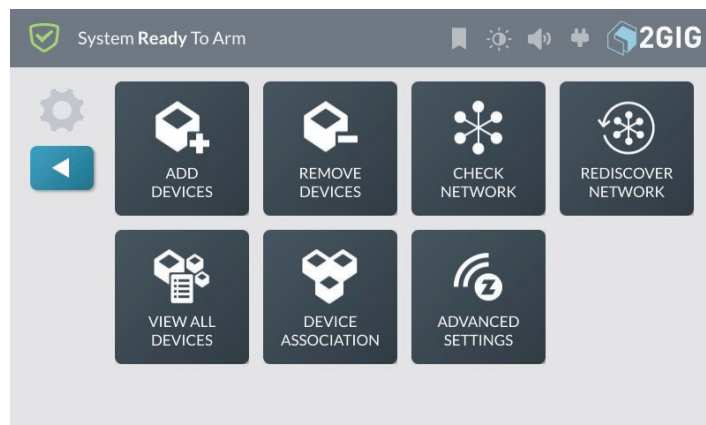 System Ready To Arm
2GIG
ADD
DEVICES
REMOVE
DEVICES
CHECK
NETWORK
REDISCOVER
NETWORK
VIEW ALL
DEVICES
DEVICE
ASSOCIATION
Z
ADVANCED
SETTINGS